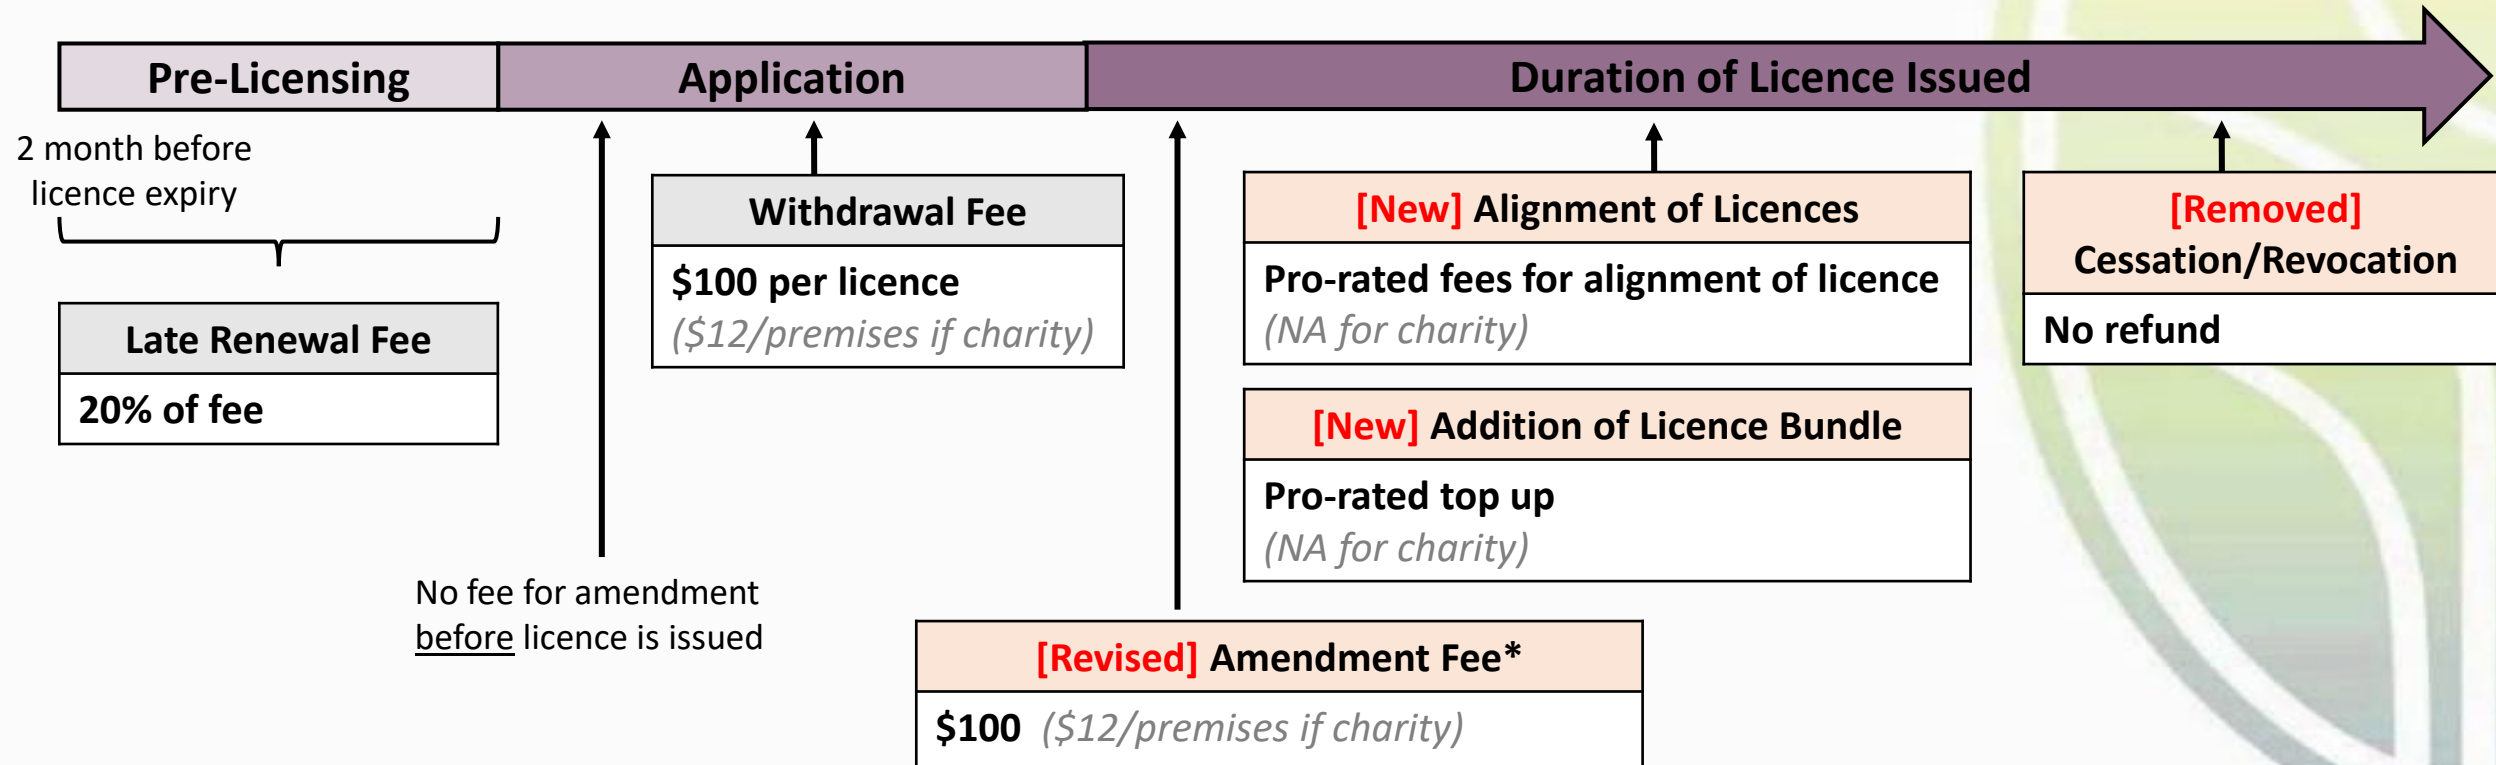 Pre-Licensing
Application
Duration of Licence Issued
2 month before
licence expiry
Late Renewal Fee
20% of fee
No fee for amendment
before licence is issued
Withdrawal Fee
$100 per licence
($12/premises if charity)
[Revised] Amendment Fee*
$100 ($12/premises if charity)
[New] Alignment of Licences
Pro-rated fees for alignment of licence
(NA for charity)
[New] Addition of Licence Bundle
Pro-rated top up
(NA for charity)
[Removed]
Cessation/Revocation
No refund